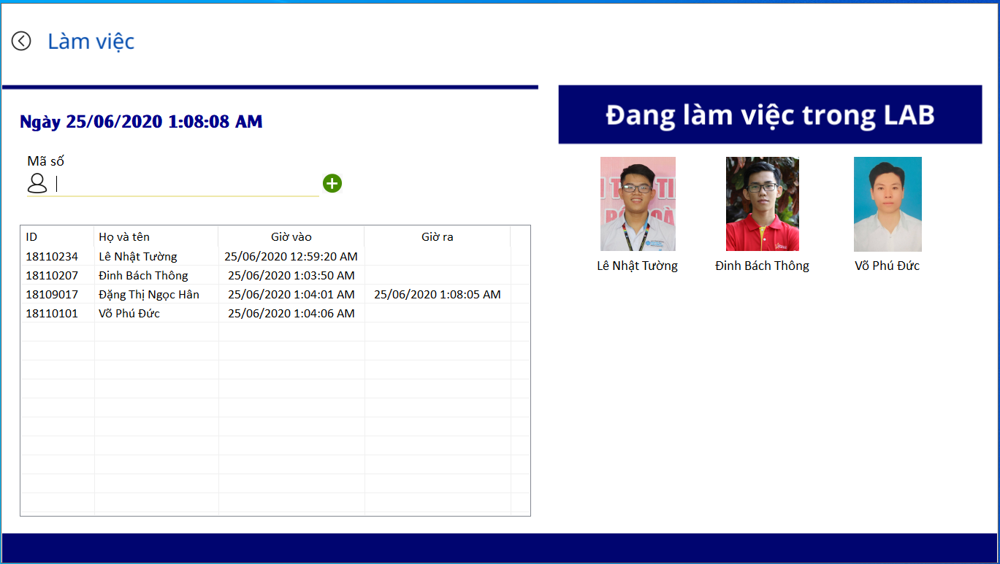 Làm việc
Ngày 25/06/2020 1:08:08 AM
Mã số
ID Họ và tên Giờ vào Giờ ra
18110234 Lê Nhật Tường 25/06/2020 12:59:20 AM
18110207 Đinh Bách Thông 25/06/2020 1:03:50 AM
18109017 Đặng Thị Ngọc Hân 25/06/2020 1:04:01 AM 25/06/2020 1:08:05 AM
18110101 Võ Phú Đức 25/06/2020 1:04:06 AM
Đang làm việc trong LAB
Lê Nhật Tường Đinh Bách Thông Võ Phú Đức